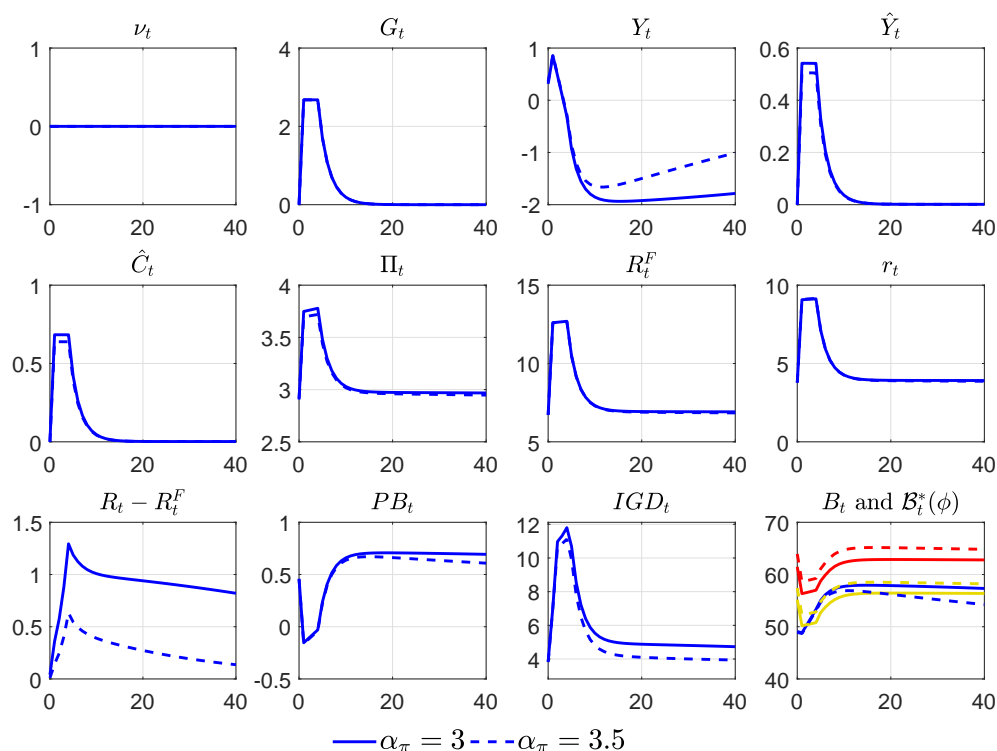 ν_t G_t Y_t Ŷ_t
1 4 1 0.6
0 2 0 0.4
-1 0.2
-1 0 -2 0
0 20 40 0 20 40 0 20 40 0 20 40
Ĉ_t Π_t R_t^F r_t
1 4 15 10
0.5 3.5 10 5
3
0 2.5 5 0
0 20 40 0 20 40 0 20 40 0 20 40
R_t − R_t^F PB_t IGD_t B_t and 𝓑_t^*(ϕ)
1.5 1 12 70
1 0.5 10 60
8
0.5 0 6 50
4
0 -0.5 40
0 20 40 0 20 40 0 20 40 0 20 40
α_π = 3 α_π = 3.5